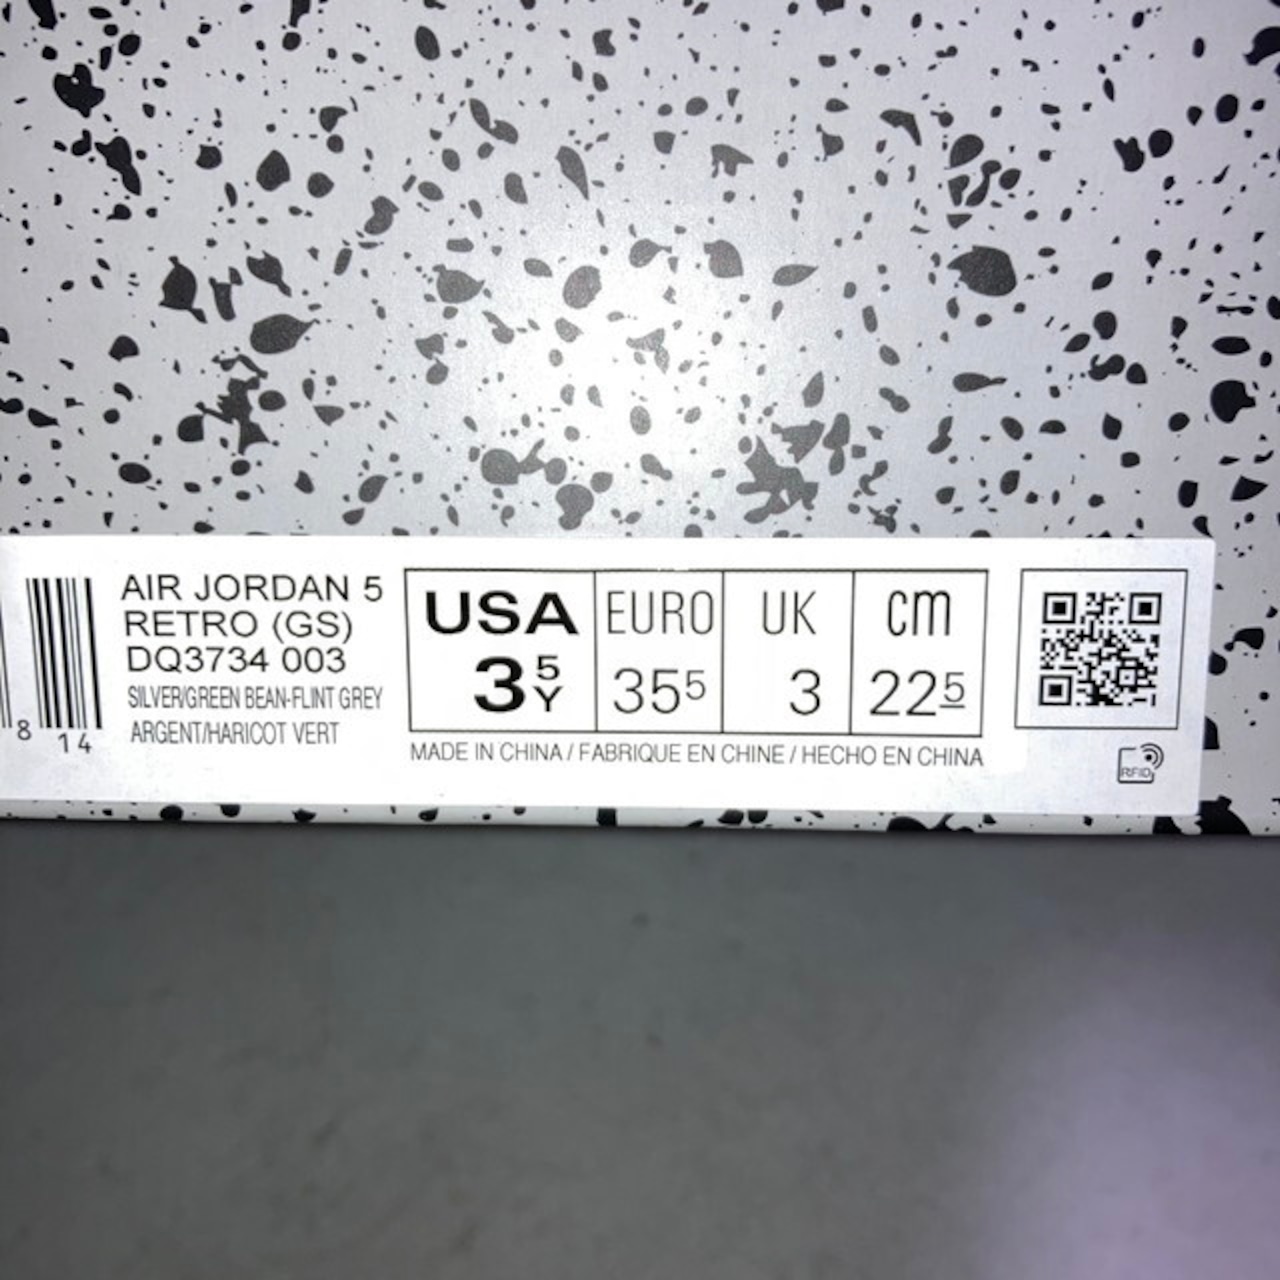 AIR JORDAN 5
RETRO (GS)
DQ3734 003
SILVER/GREEN BEAN-FLINT GREY
ARGENT/HARICOT VERT
8 14
USA EURO UK CM
3 5 Y 35 5 3 22 5
MADE IN CHINA / FABRIQUE EN CHINE / HECHO EN CHINA
RFID